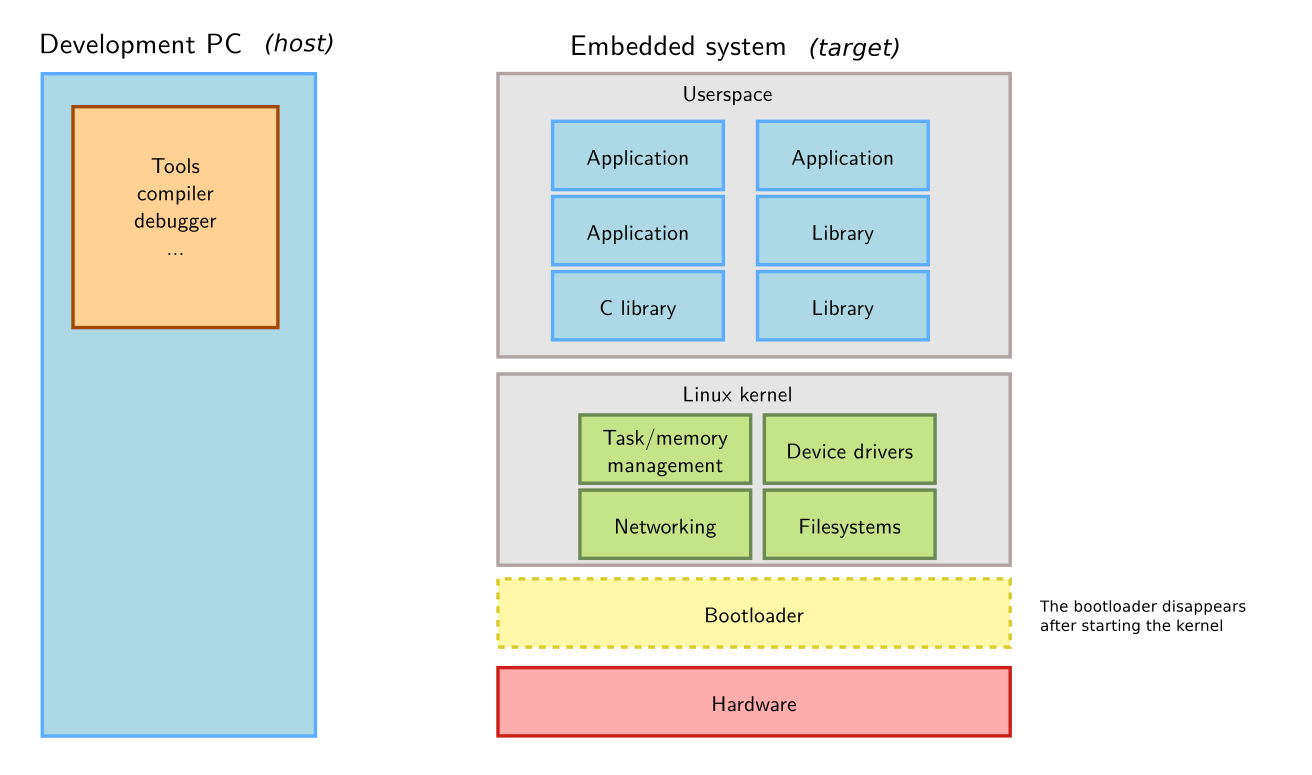 Development PC (host)
Tools
compiler
debugger
...
Embedded system (target)
Userspace
Application
Application
Application
Library
C library
Library
Linux kernel
Task/memory
management
Device drivers
Networking
Filesystems
Bootloader
The bootloader disappears
after starting the kernel
Hardware